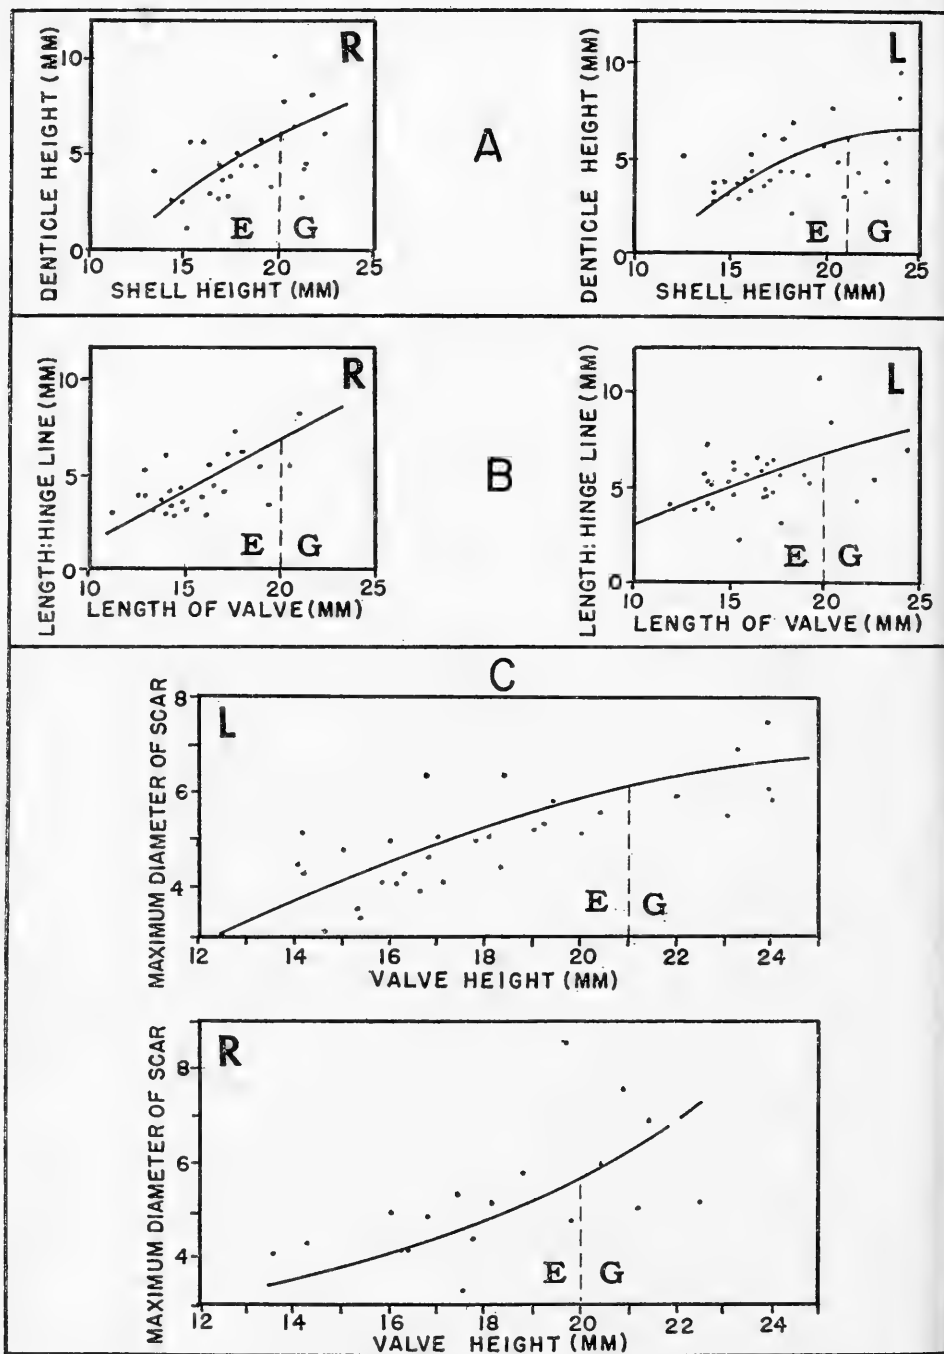 R
DENTICLE HEIGHT (MM)
10
5
0
E G
10 15 20 25
SHELL HEIGHT (MM)
A
L
DENTICLE HEIGHT (MM)
10
5
0
E G
10 15 20 25
SHELL HEIGHT (MM)
R
LENGTH:HINGE LINE (MM)
10
5
0
E G
10 15 20 25
LENGTH OF VALVE (MM)
B
L
LENGTH:HINGE LINE (MM)
10
5
0
E G
10 15 20 25
LENGTH OF VALVE (MM)
C
L
MAXIMUM DIAMETER OF SCAR
8
6
4
E G
12 14 16 18 20 22 24
VALVE HEIGHT (MM)
R
MAXIMUM DIAMETER OF SCAR
8
6
4
E G
12 14 16 18 20 22 24
VALVE HEIGHT (MM)